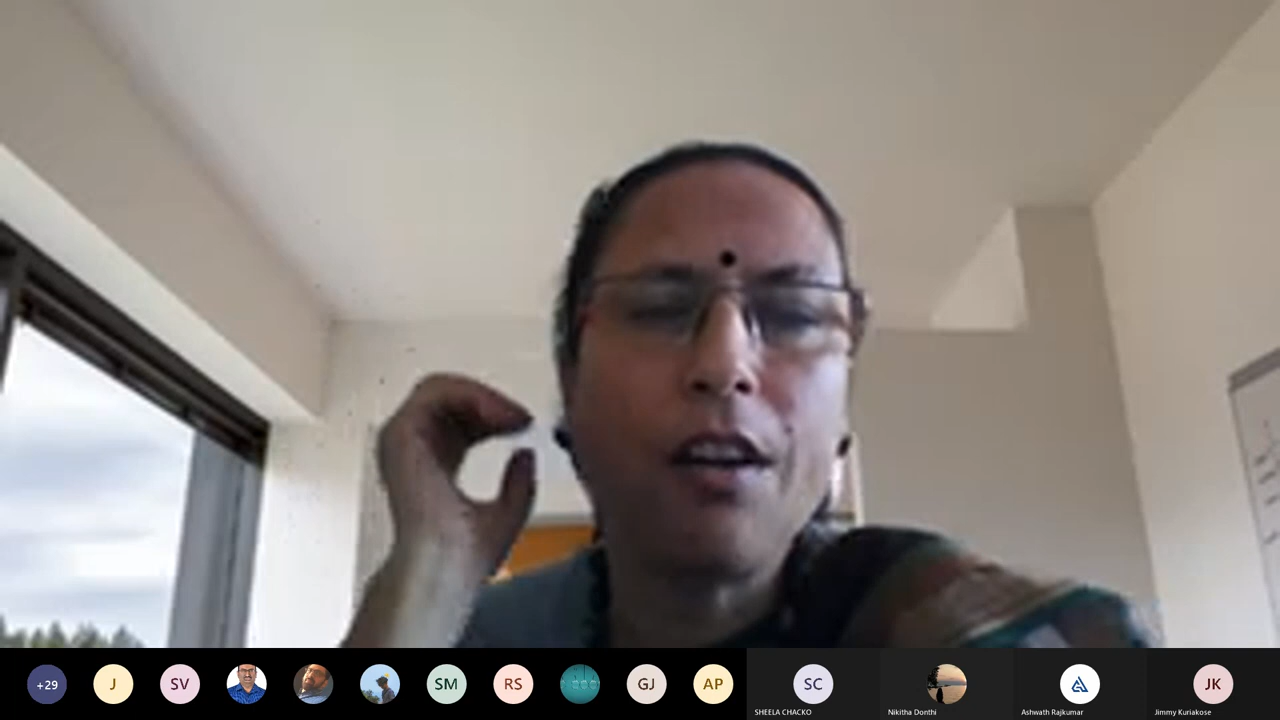 +29
J
SV
SM
RS
GJ
AP
SC
JK
SHEELA CHACKO
Nikitha Donthi
Ashwath Rajkumar
Jimmy Kuriakose